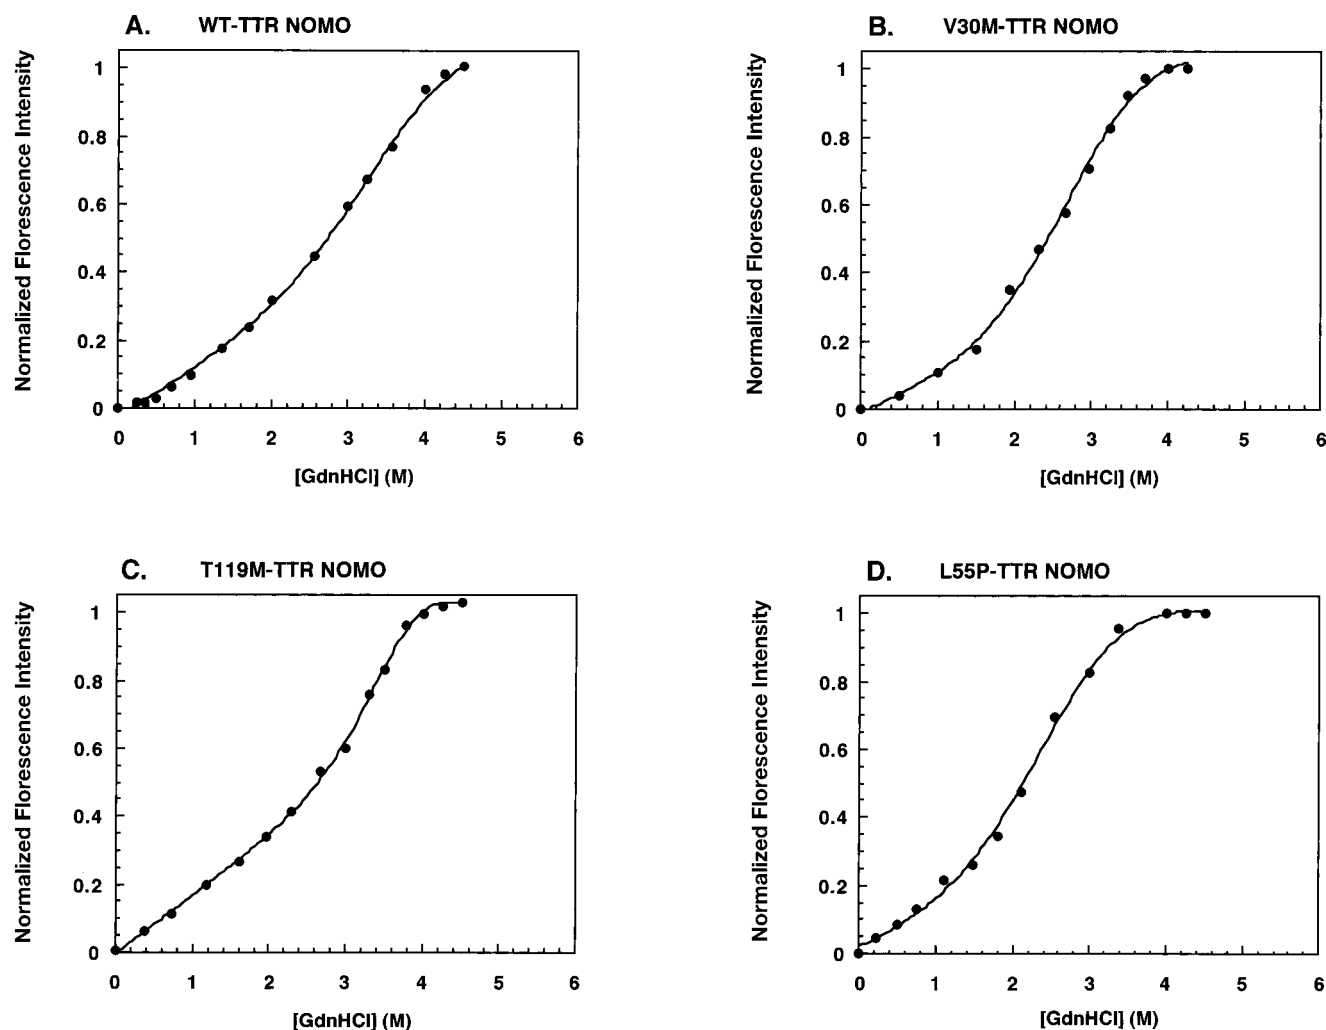 A. WT-TTR NOMO
Normalized Florescence Intensity
1
0.8
0.6
0.4
0.2
0
0 1 2 3 4 5 6
[GdnHCl] (M)
B. V30M-TTR NOMO
Normalized Florescence Intensity
1
0.8
0.6
0.4
0.2
0
0 1 2 3 4 5 6
[GdnHCl] (M)
C. T119M-TTR NOMO
Normalized Florescence Intensity
1
0.8
0.6
0.4
0.2
0
0 1 2 3 4 5 6
[GdnHCl] (M)
D. L55P-TTR NOMO
Normalized Florescence Intensity
1
0.8
0.6
0.4
0.2
0
0 1 2 3 4 5 6
[GdnHCl] (M)